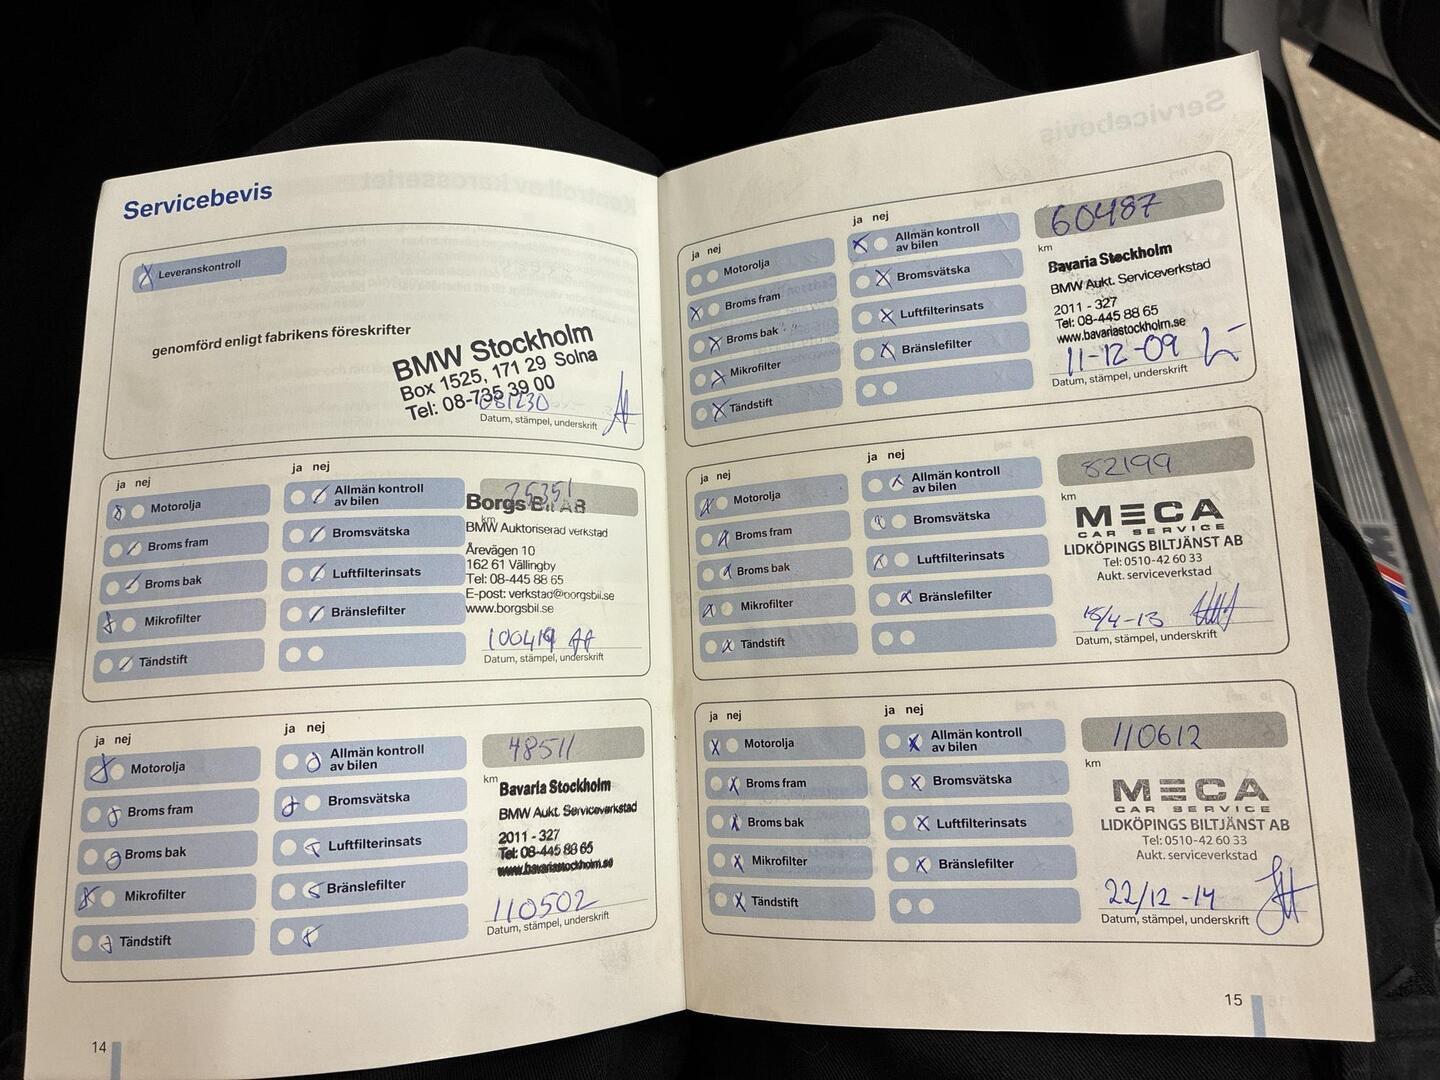 Servicebevis
Leveranskontroll
genomförd enligt fabrikens föreskrifter
BMW Stockholm
Box 1525, 171 29 Solna
Tel: 08-735 39 00
081230
Datum, stämpel, underskrift
ja nej
Motorolja
Broms fram
Broms bak
Mikrofilter
Tändstift
ja nej
Allmän kontroll
av bilen
Bromsvätska
Luftfilterinsats
Bränslefilter
25351
km
Borgs Bil AB
BMW Auktoriserad verkstad
Årevägen 10
162 61 Vällingby
Tel: 08-445 88 65
E-post: verkstad@borgsbil.se
www.borgsbil.se
100419
Datum, stämpel, underskrift
ja nej
Motorolja
Broms fram
Broms bak
Mikrofilter
Tändstift
ja nej
Allmän kontroll
av bilen
Bromsvätska
Luftfilterinsats
Bränslefilter
48511
km
Bavaria Stockholm
BMW Aukt. Serviceverkstad
2011 - 327
Tel: 08-445 88 65
www.bavariastockholm.se
110502
Datum, stämpel, underskrift
14
ja nej
Motorolja
Broms fram
Broms bak
Mikrofilter
Tändstift
ja nej
Allmän kontroll
av bilen
Bromsvätska
Luftfilterinsats
Bränslefilter
60487
km
Bavaria Stockholm
BMW Aukt. Serviceverkstad
2011 - 327
Tel: 08-445 88 65
www.bavariastockholm.se
11-12-09
Datum, stämpel, underskrift
ja nej
Motorolja
Broms fram
Broms bak
Mikrofilter
Tändstift
ja nej
Allmän kontroll
av bilen
Bromsvätska
Luftfilterinsats
Bränslefilter
82199
km
MECA
CAR SERVICE
LIDKÖPINGS BILTJÄNST AB
Tel: 0510-42 60 33
Aukt. serviceverkstad
15/4-13
Datum, stämpel, underskrift
ja nej
Motorolja
Broms fram
Broms bak
Mikrofilter
Tändstift
ja nej
Allmän kontroll
av bilen
Bromsvätska
Luftfilterinsats
Bränslefilter
110612
km
MECA
CAR SERVICE
LIDKÖPINGS BILTJÄNST AB
Tel: 0510-42 60 33
Aukt. serviceverkstad
22/12 -14
Datum, stämpel, underskrift
15